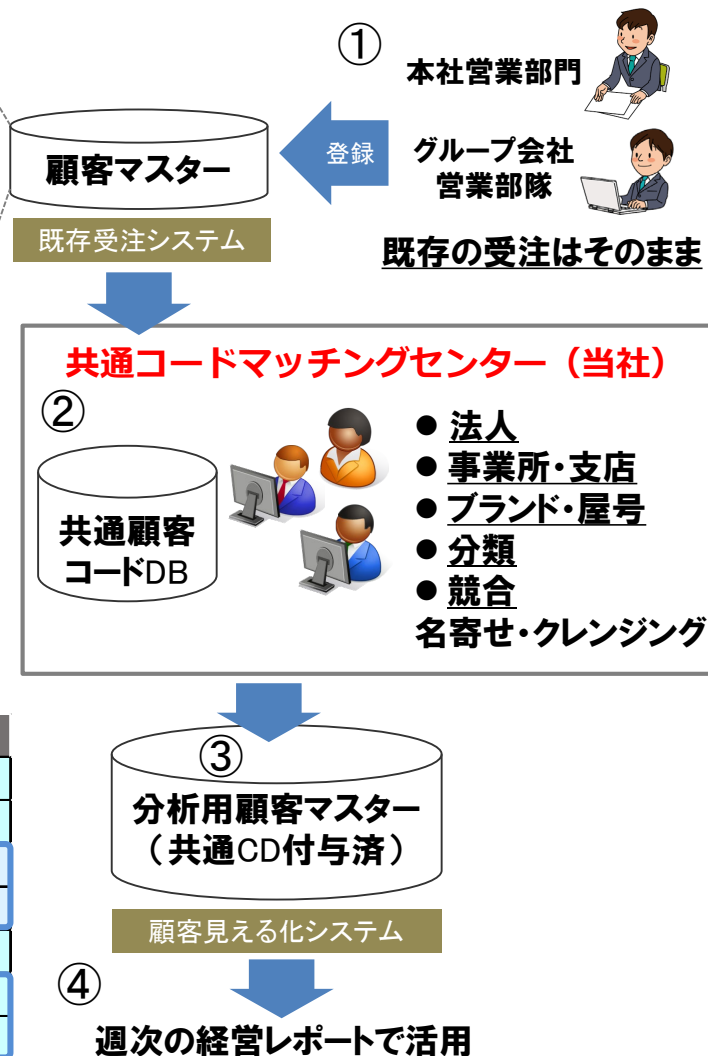 ①
本社営業部門
顧客マスター
登録
グループ会社
営業部隊
既存受注システム
既存の受注はそのまま
共通コードマッチングセンター（当社）
②
共通顧客
コードDB
● 法人
● 事業所・支店
● ブランド・屋号
● 分類
● 競合
名寄せ・クレンジング
③
分析用顧客マスター
（共通CD付与済）
顧客見える化システム
④
週次の経営レポートで活用